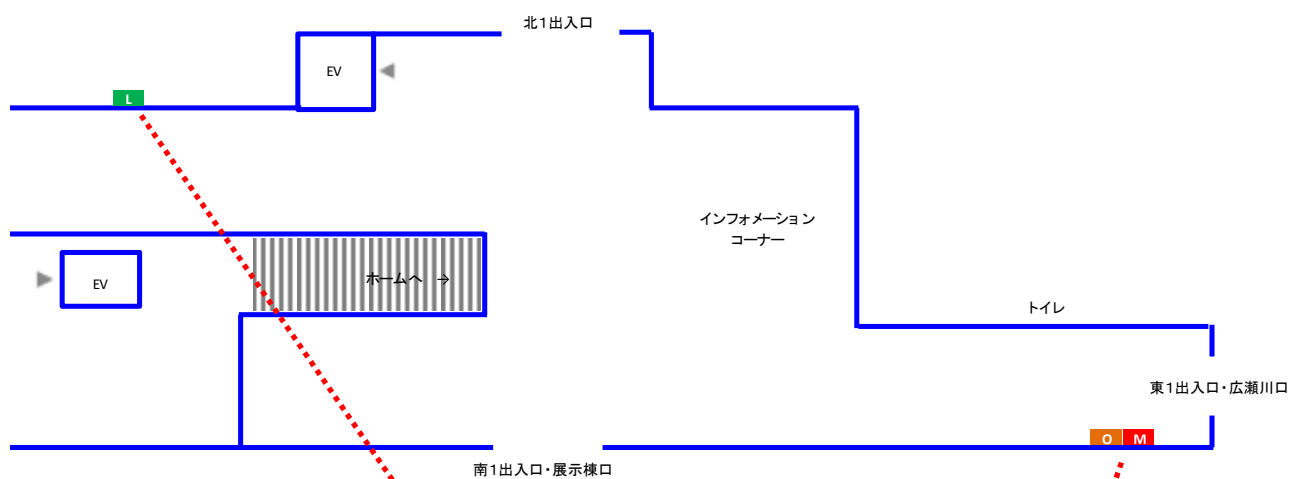 北1出入口
EV
L
インフォメーション
コーナー
ホームへ →
EV
トイレ
東1出入口・広瀬川口
O M
南1出入口・展示棟口